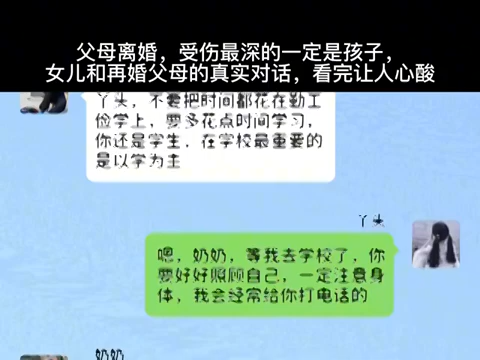 父母离婚，受伤最深的一定是孩子，
女儿和再婚父母的真实对话，看完让人心酸
丫头，不要把时间都花在勤工
俭学上，要多花点时间学习，
你还是学生，在学校最重要的
是以学为主
丫头
嗯，奶奶，等我去学校了，你
要好好照顾自己，一定注意身
体，我会经常给你打电话的
奶奶